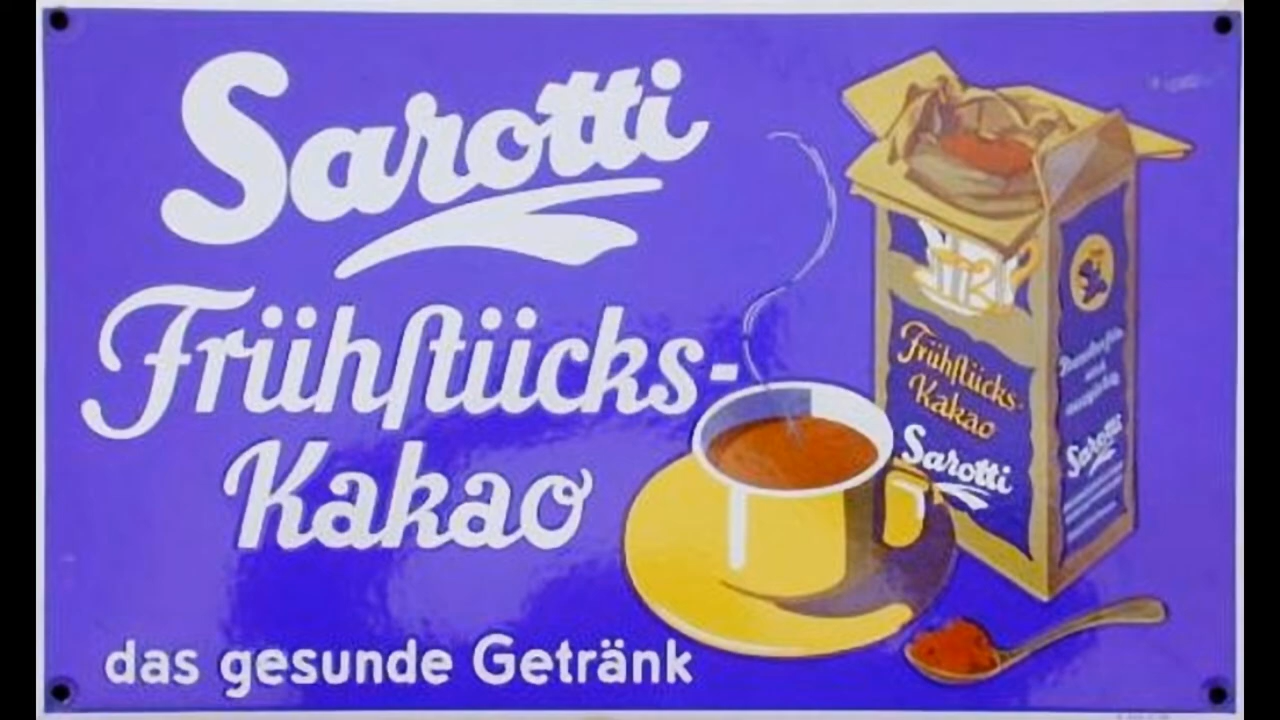 Sarotti
Frühſtücks-
Kakao
das gesunde Getränk
Frühſtücks-
Kakao
Sarotti
Sarotti